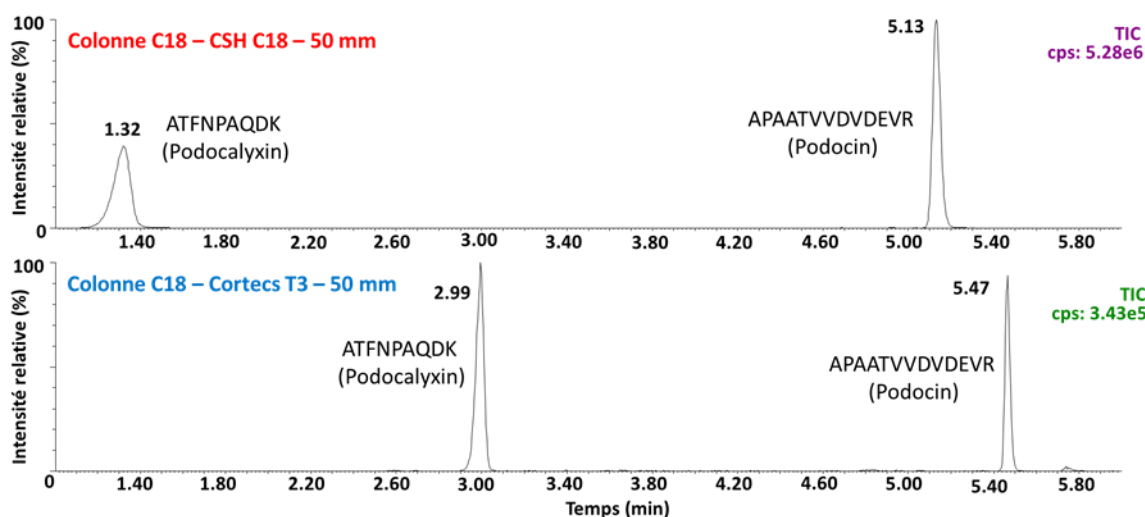 Intensité relative (%)
100
Colonne C18 – CSH C18 – 50 mm
5.13
TIC
cps: 5.28e6
1.32
ATFNPAQDK
(Podocalyxin)
APAATVVDVDEVR
(Podocin)
0
1.40 1.80 2.20 2.60 3.00 3.40 3.80 4.20 4.60 5.00 5.40 5.80
Intensité relative (%)
100
Colonne C18 – Cortecs T3 – 50 mm
2.99
5.47
TIC
cps: 3.43e5
ATFNPAQDK
(Podocalyxin)
APAATVVDVDEVR
(Podocin)
0 1.40 1.80 2.20 2.60 3.00 3.40 3.80 4.20 4.60 5.00 5.40 5.80
Temps (min)